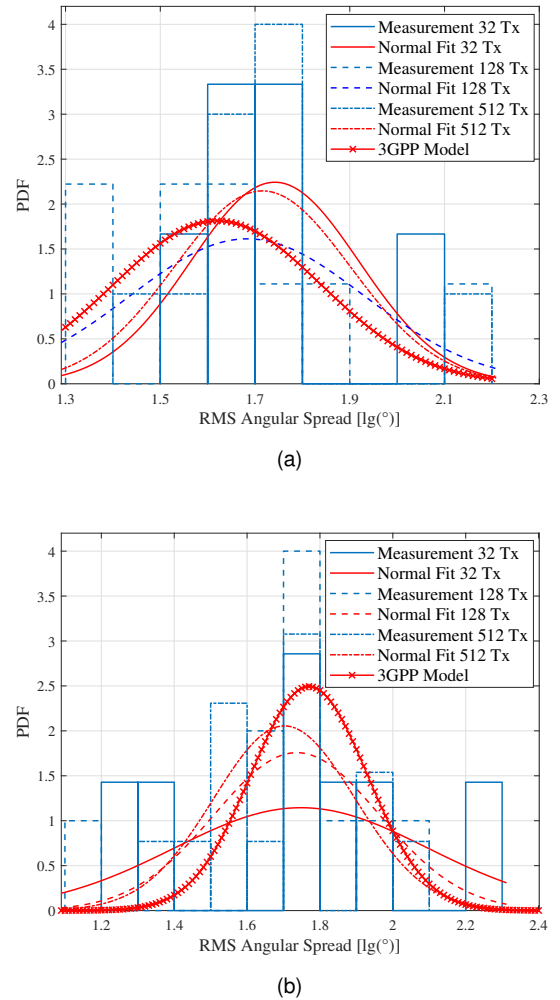 4
3.5
3
2.5
2
1.5
1
0.5
0
PDF
Measurement 32 Tx
Normal Fit 32 Tx
Measurement 128 Tx
Normal Fit 128 Tx
Measurement 512 Tx
Normal Fit 512 Tx
3GPP Model
1.3 1.5 1.7 1.9 2.1 2.3
RMS Angular Spread [lg(°)]
(a)
4
3.5
3
2.5
2
1.5
1
0.5
0
PDF
Measurement 32 Tx
Normal Fit 32 Tx
Measurement 128 Tx
Normal Fit 128 Tx
Measurement 512 Tx
Normal Fit 512 Tx
3GPP Model
1.2 1.4 1.6 1.8 2 2.2 2.4
RMS Angular Spread [lg(°)]
(b)